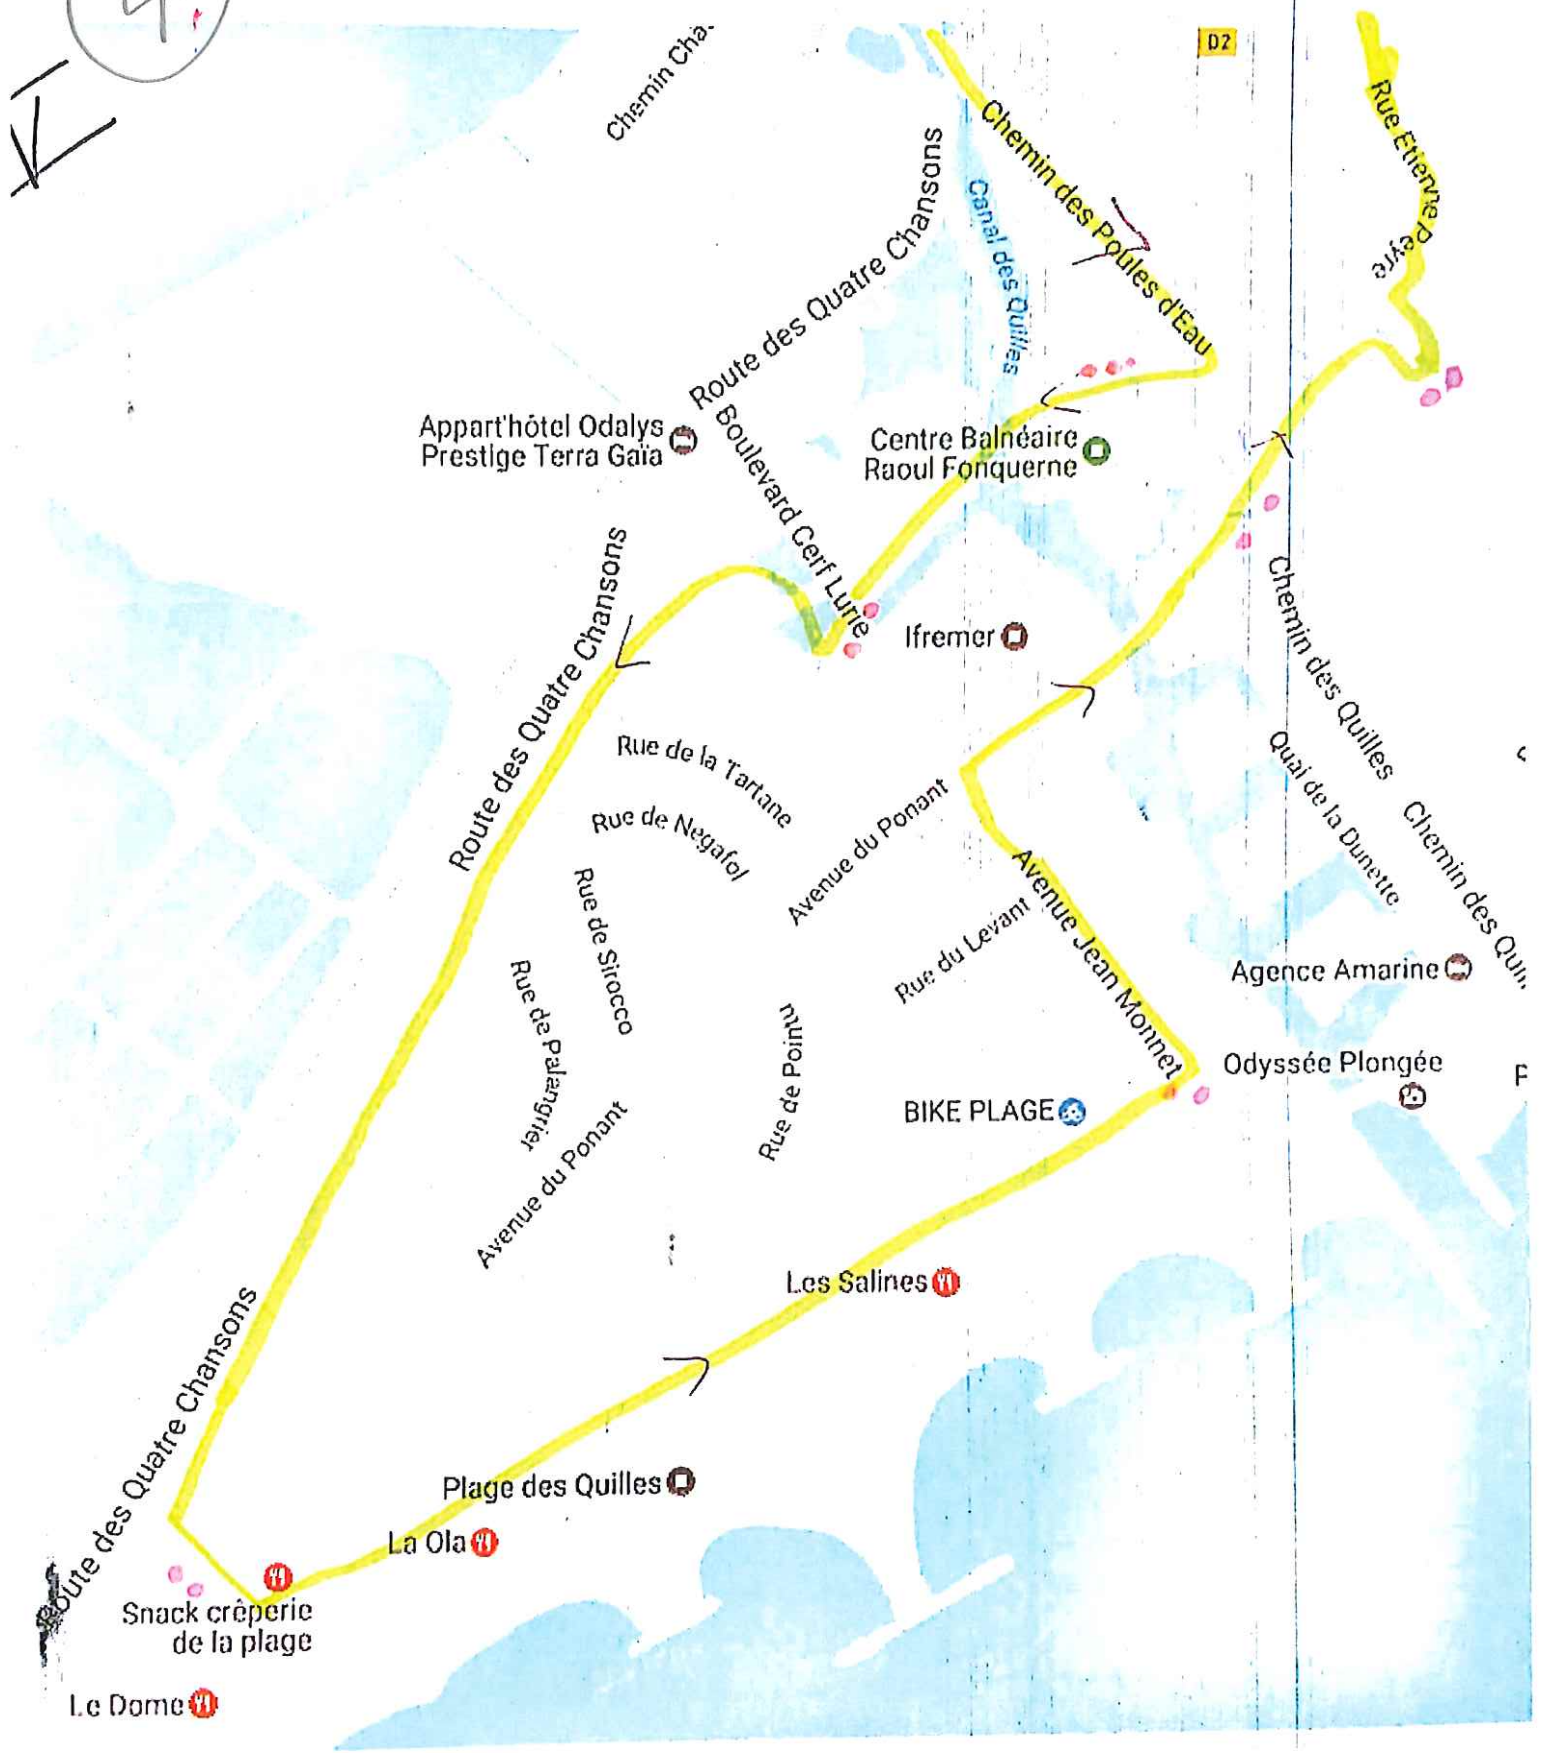 4
D2
Chemin Cha
Chemin des Poules d'Eau
Rue Etienne Peyre
Route des Quatre Chansons
Canal des Quilles
Appart'hôtel Odalys
Prestige Terra Gaïa
Boulevard Cerf Lurie
Centre Balnéaire
Raoul Fonquerne
Route des Quatre Chansons
Ifremer
Chemin des Quilles
Rue de la Tartane
Rue de Négafol
Avenue du Ponant
Quai de la Dunette
Chemin des Quil
Rue de Sirocco
Rue du Levant
Avenue Jean Monnet
Agence Amarine
Rue de Palangrier
Rue de Pointu
Odyssée Plongée
BIKE PLAGE
Avenue du Ponant
Les Salines
Route des Quatre Chansons
Plage des Quilles
La Ola
Snack crêperie
de la plage
Le Dome